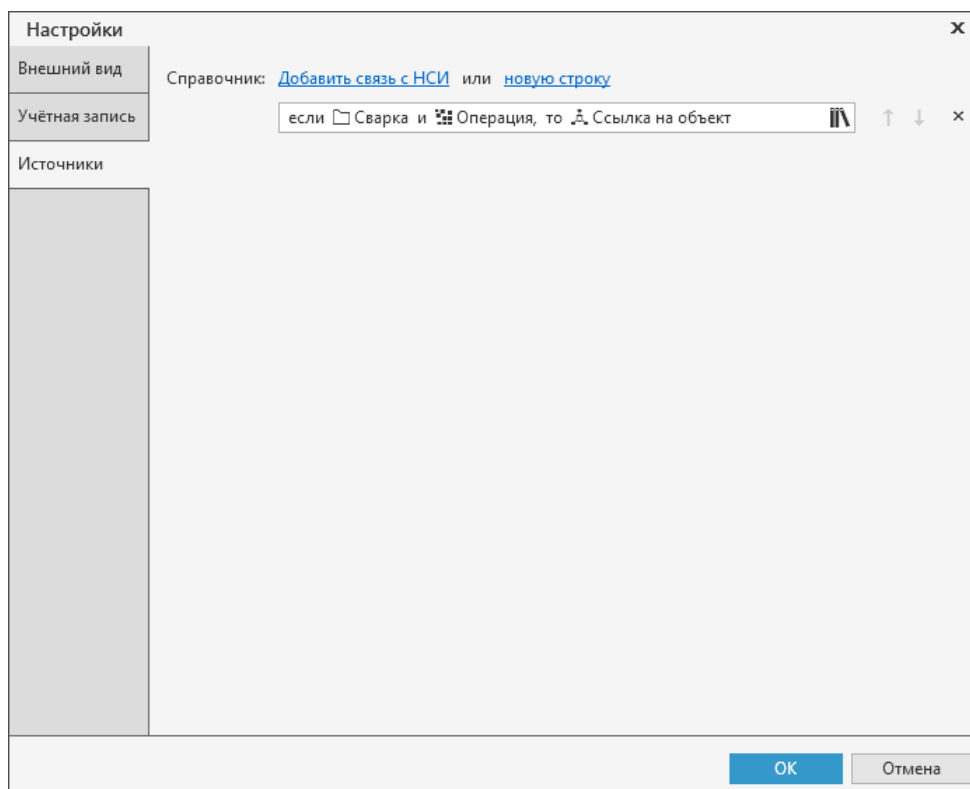 Настройки
Внешний вид
Учётная запись
Источники
Справочник: Добавить связь с НСИ или новую строку
если Сварка и Операция, то Ссылка на объект
ОК
Отмена